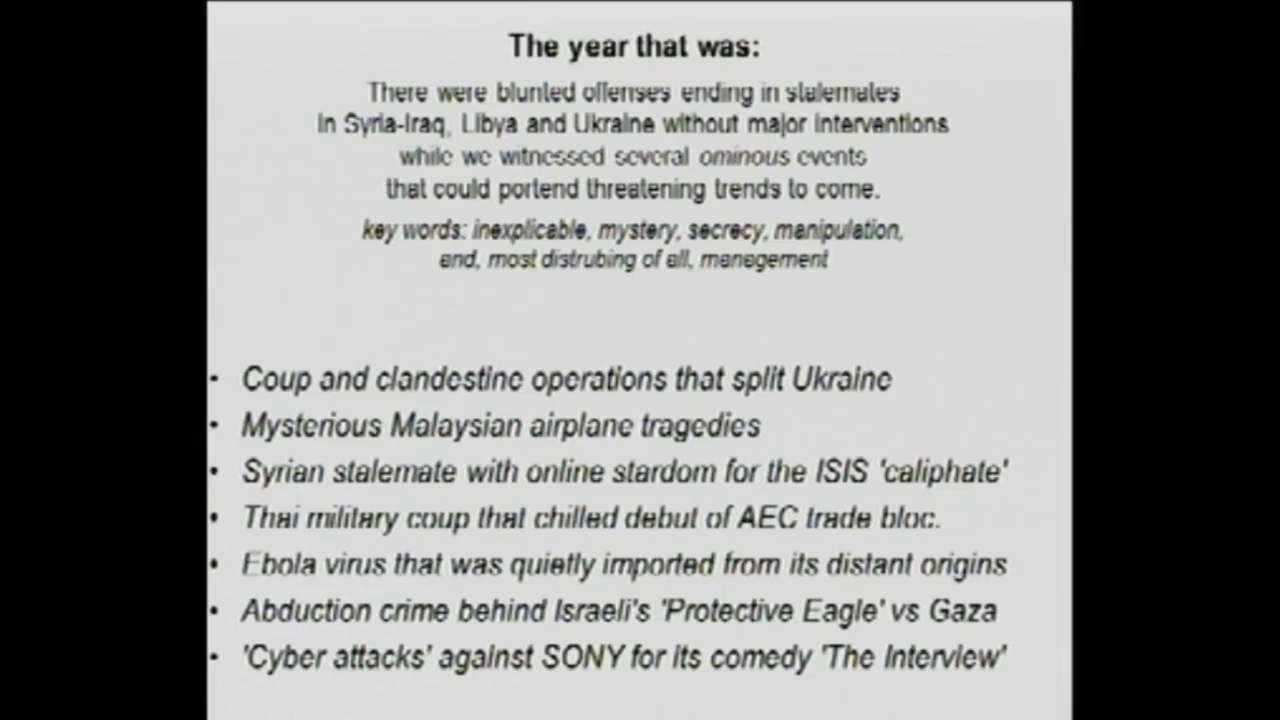 The year that was:
There were blunted offenses ending in stalemates
in Syria-Iraq, Libya and Ukraine without major interventions
while we witnessed several ominous events
that could portend threatening trends to come.
key words: inexplicable, mystery, secrecy, manipulation,
and, most distrubing of all, management
• Coup and clandestine operations that split Ukraine
• Mysterious Malaysian airplane tragedies
• Syrian stalemate with online stardom for the ISIS 'caliphate'
• Thai military coup that chilled debut of AEC trade bloc.
• Ebola virus that was quietly imported from its distant origins
• Abduction crime behind Israeli's 'Protective Eagle' vs Gaza
• 'Cyber attacks' against SONY for its comedy 'The Interview'